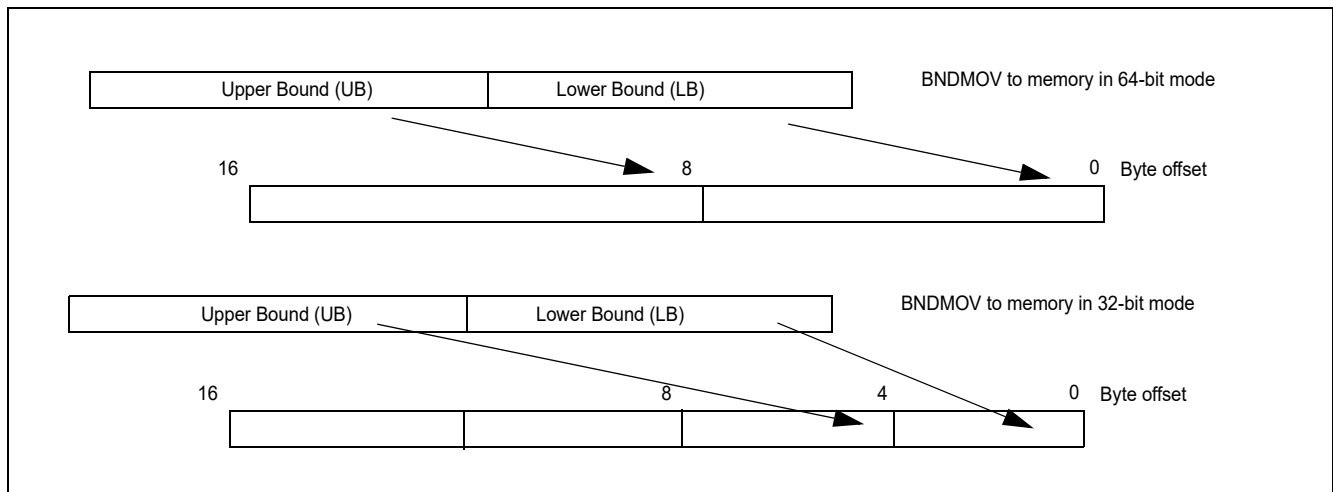 Upper Bound (UB) Lower Bound (LB) BNDMOV to memory in 64-bit mode
16 8 0 Byte offset
Upper Bound (UB) Lower Bound (LB) BNDMOV to memory in 32-bit mode
16 8 4 0 Byte offset